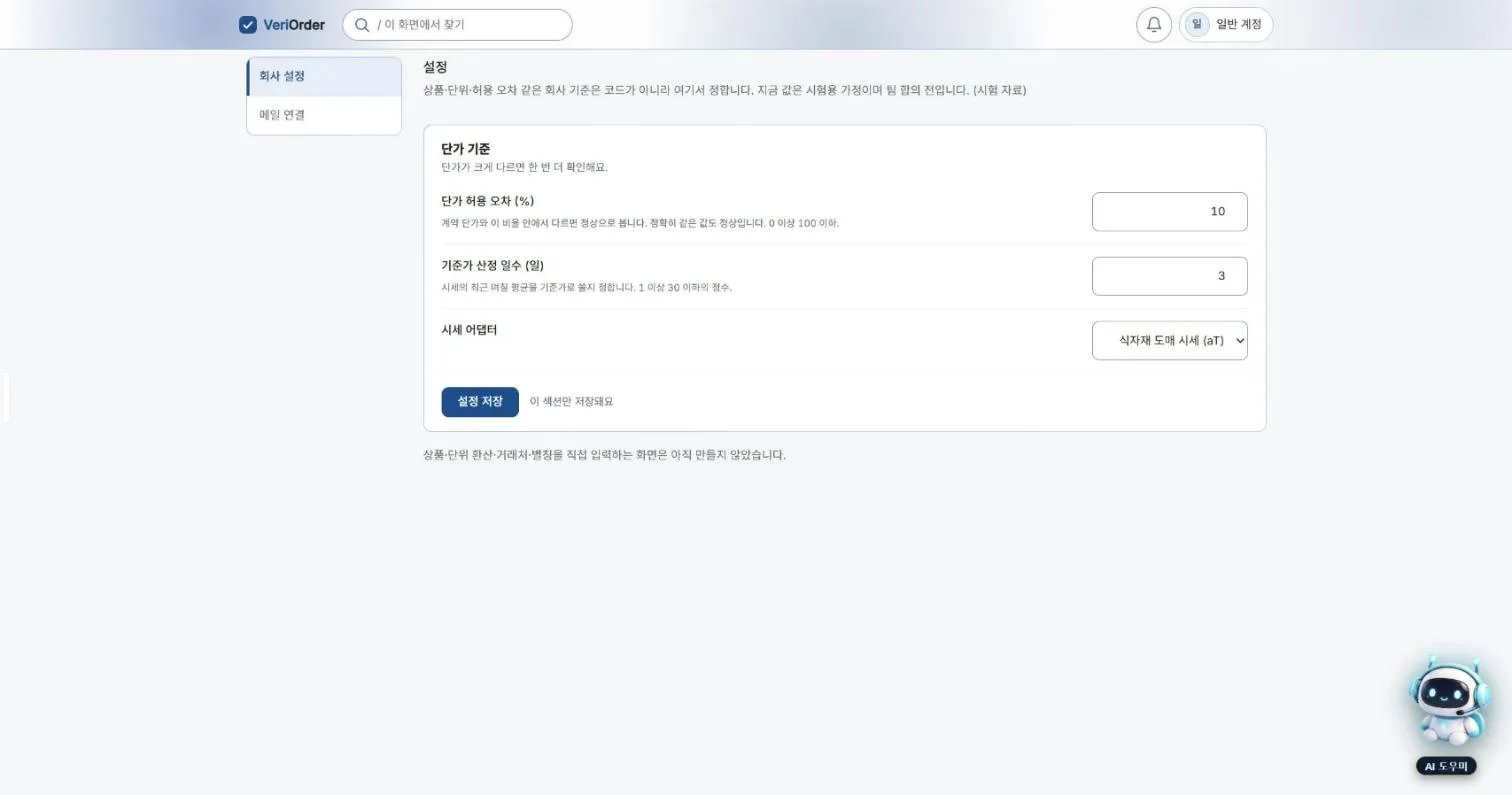 VeriOrder
/ 이 화면에서 찾기
일
일반 계정
회사 설정
메일 연결
설정
상품·단위·허용 오차 같은 회사 기준은 코드가 아니라 여기서 정합니다. 지금 값은 시험용 가정이며 팀 합의 전입니다. (시험 자료)
단가 기준
단가가 크게 다르면 한 번 더 확인해요.
단가 허용 오차 (%)
10
계약 단가와 이 비율 안에서 다르면 정상으로 봅니다. 정확히 같은 값도 정상입니다. 0 이상 100 이하.
기준가 산정 일수 (일)
3
시세의 최근 며칠 평균을 기준가로 쓸지 정합니다. 1 이상 30 이하의 정수.
시세 어댑터
식자재 도매 시세 (aT)
설정 저장
이 섹션만 저장돼요
상품·단위 환산·거래처·별칭을 직접 입력하는 화면은 아직 만들지 않았습니다.
AI 도우미